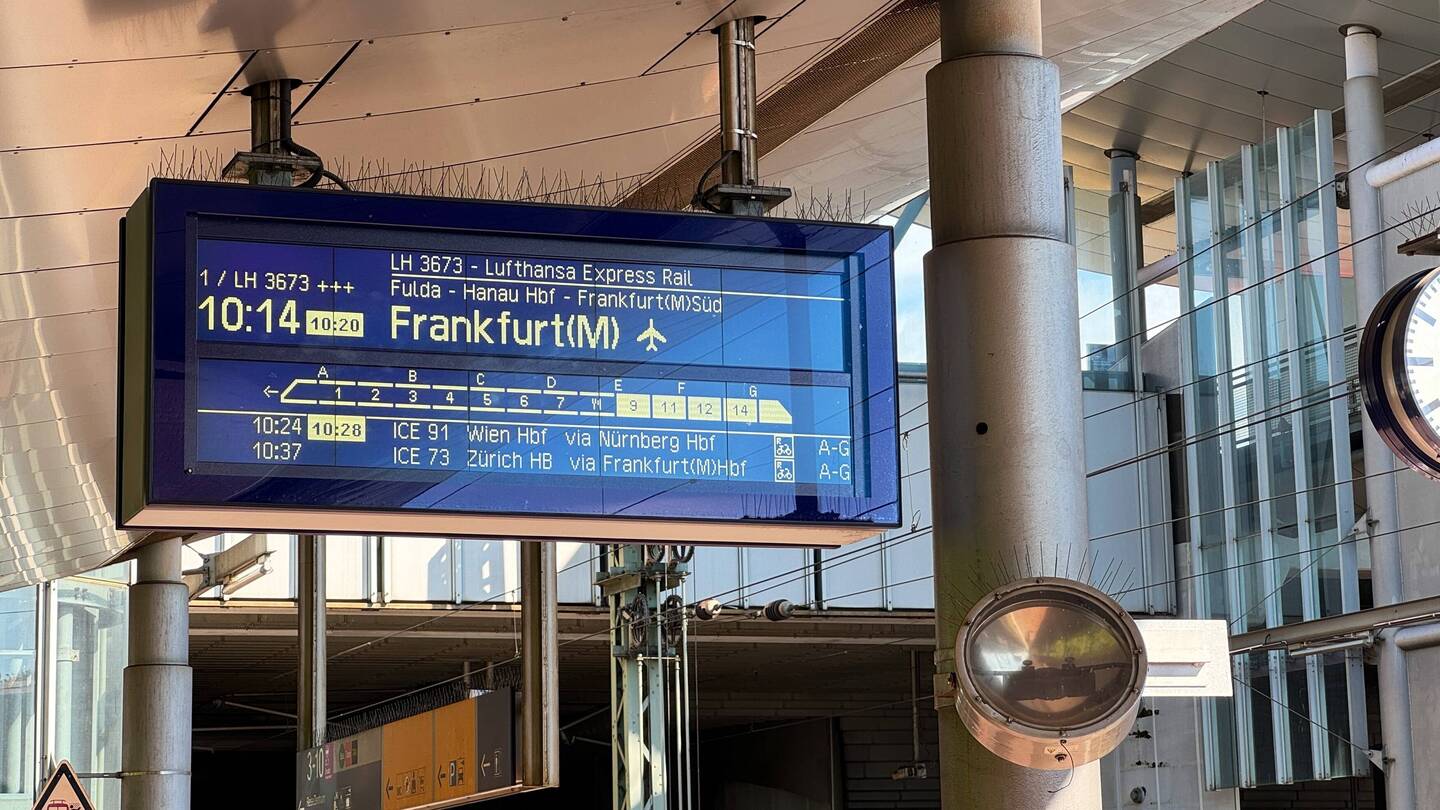 LH 3673 - Lufthansa Express Rail
1 / LH 3673 +++
Fulda - Hanau Hbf - Frankfurt(M)Süd
10:14 10:20 Frankfurt(M)
A B C D E F G
1 2 3 4 5 6 7 9 11 12 14
10:24 10:28 ICE 91 Wien Hbf via Nürnberg Hbf A-G
10:37 ICE 73 Zürich HB via Frankfurt(M)Hbf A-G
3-10
P